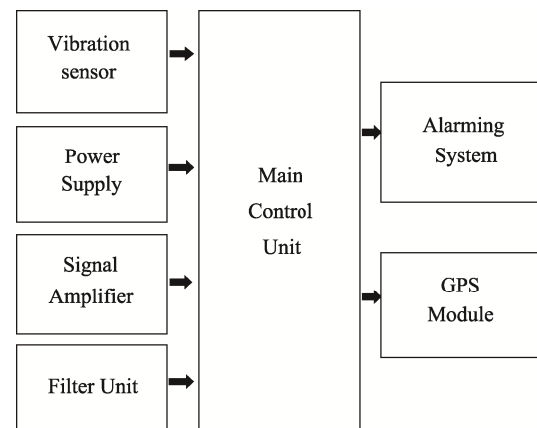 Vibration
sensor
Power
Supply
Signal
Amplifier
Filter Unit
Main
Control
Unit
Alarming
System
GPS
Module